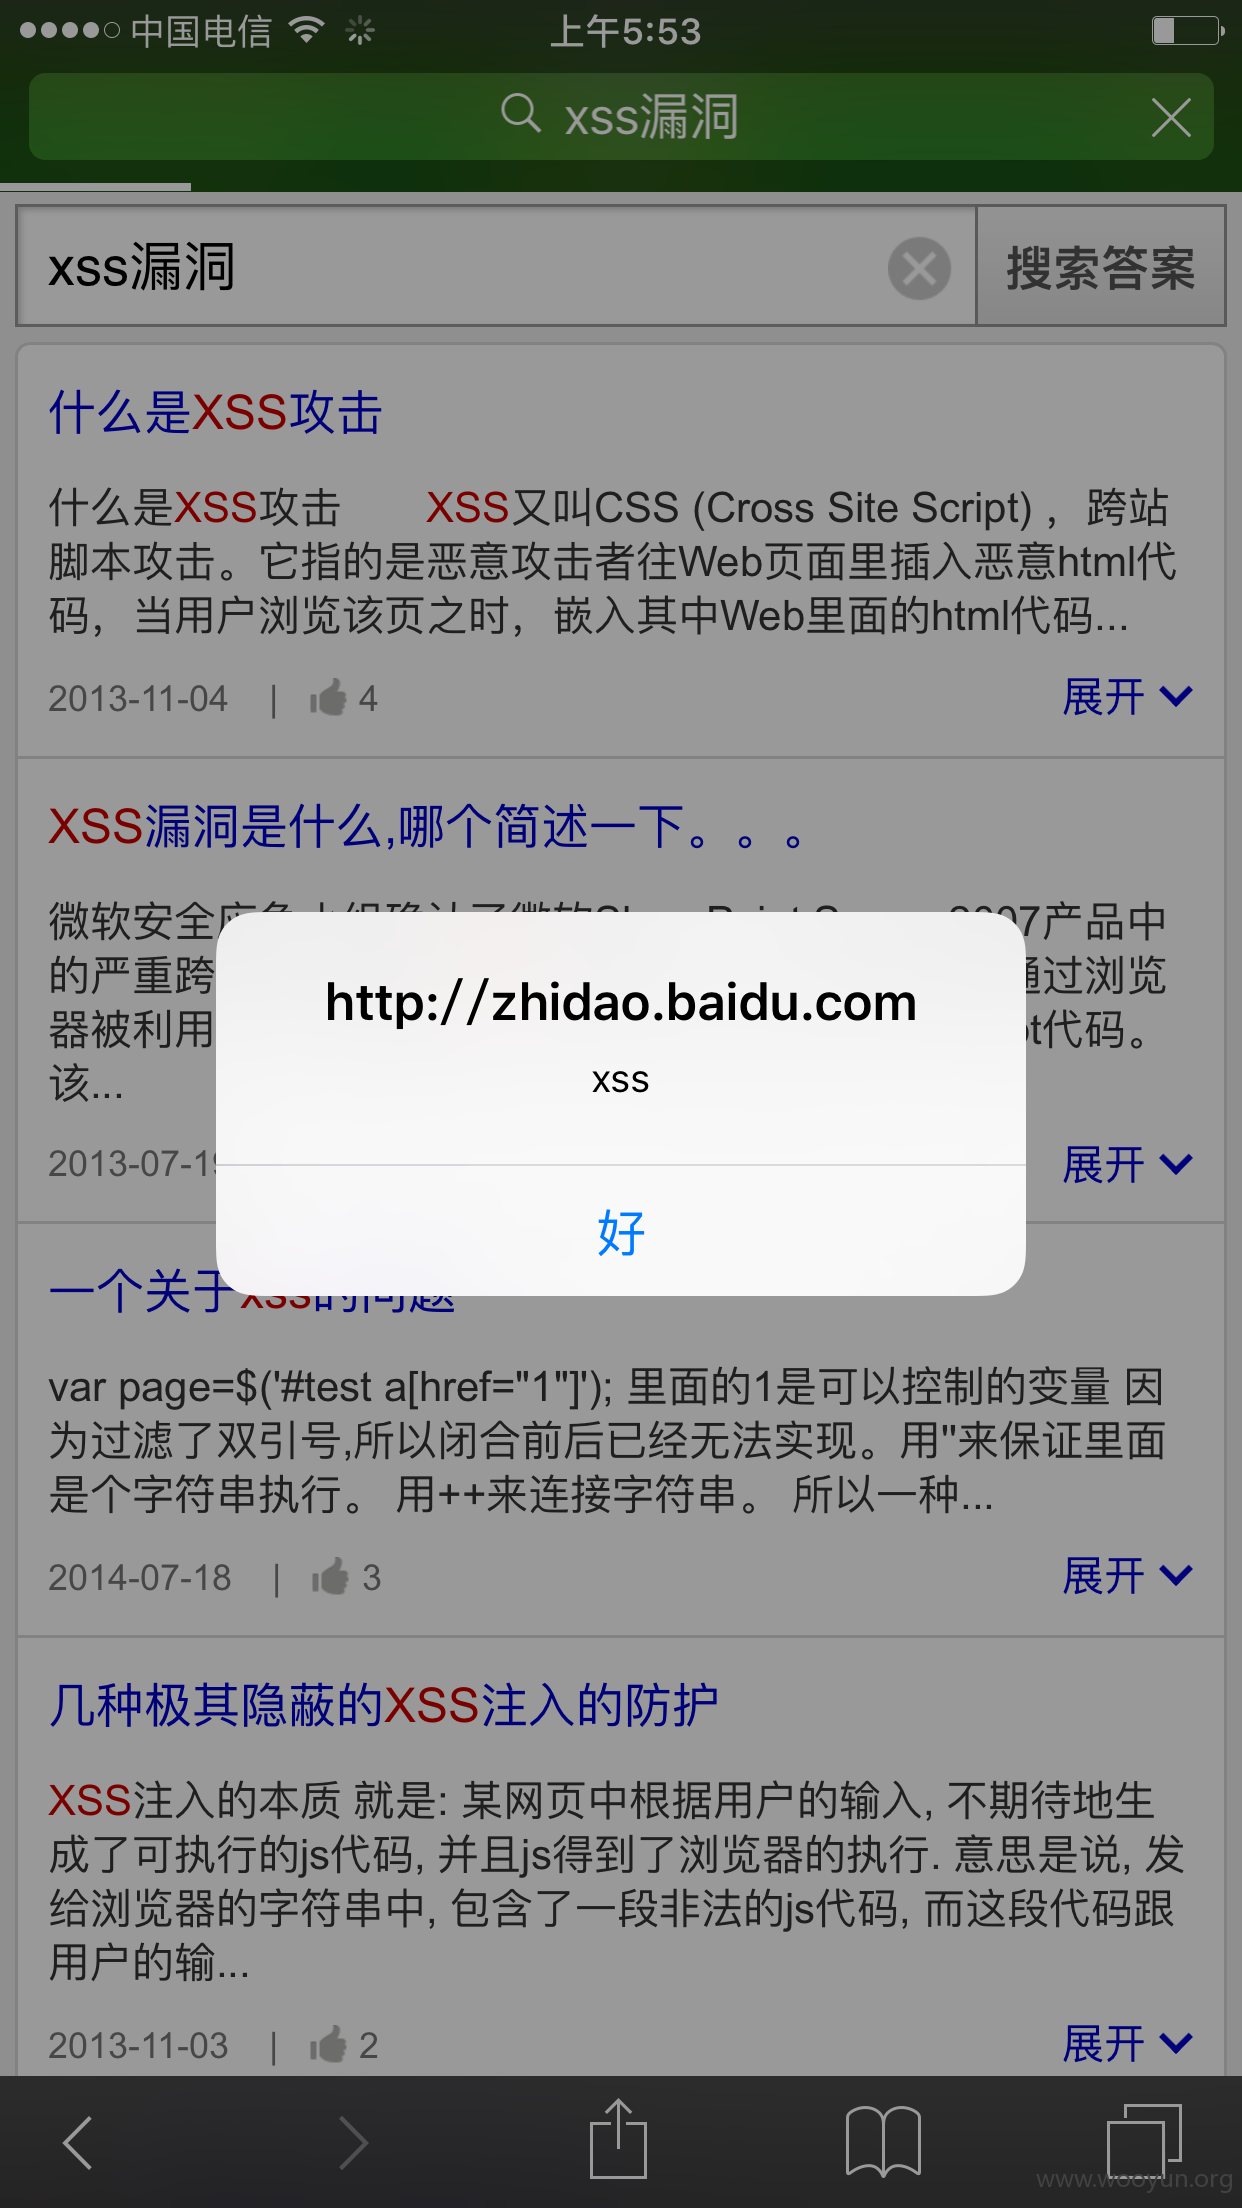 中国电信 上午5:53
xss漏洞
xss漏洞 搜索答案
什么是XSS攻击
什么是XSS攻击 XSS又叫CSS (Cross Site Script) ，跨站
脚本攻击。它指的是恶意攻击者往Web页面里插入恶意html代
码，当用户浏览该页之时，嵌入其中Web里面的html代码...
2013-11-04 | 4 展开
XSS漏洞是什么,哪个简述一下。。。
微软安全 2007产品中
的严重跨 通过浏览
器被利用 代码。
该...
2013-07-19 展开
http://zhidao.baidu.com
xss
好
一个关于xss的问题
var page=$('#test a[href="1"]'); 里面的1是可以控制的变量 因
为过滤了双引号,所以闭合前后已经无法实现。用''来保证里面
是个字符串执行。 用++来连接字符串。 所以一种...
2014-07-18 | 3 展开
几种极其隐蔽的XSS注入的防护
XSS注入的本质 就是: 某网页中根据用户的输入, 不期待地生
成了可执行的js代码, 并且js得到了浏览器的执行. 意思是说, 发
给浏览器的字符串中, 包含了一段非法的js代码, 而这段代码跟
用户的输...
2013-11-03 | 2 展开
www.wooyun.org